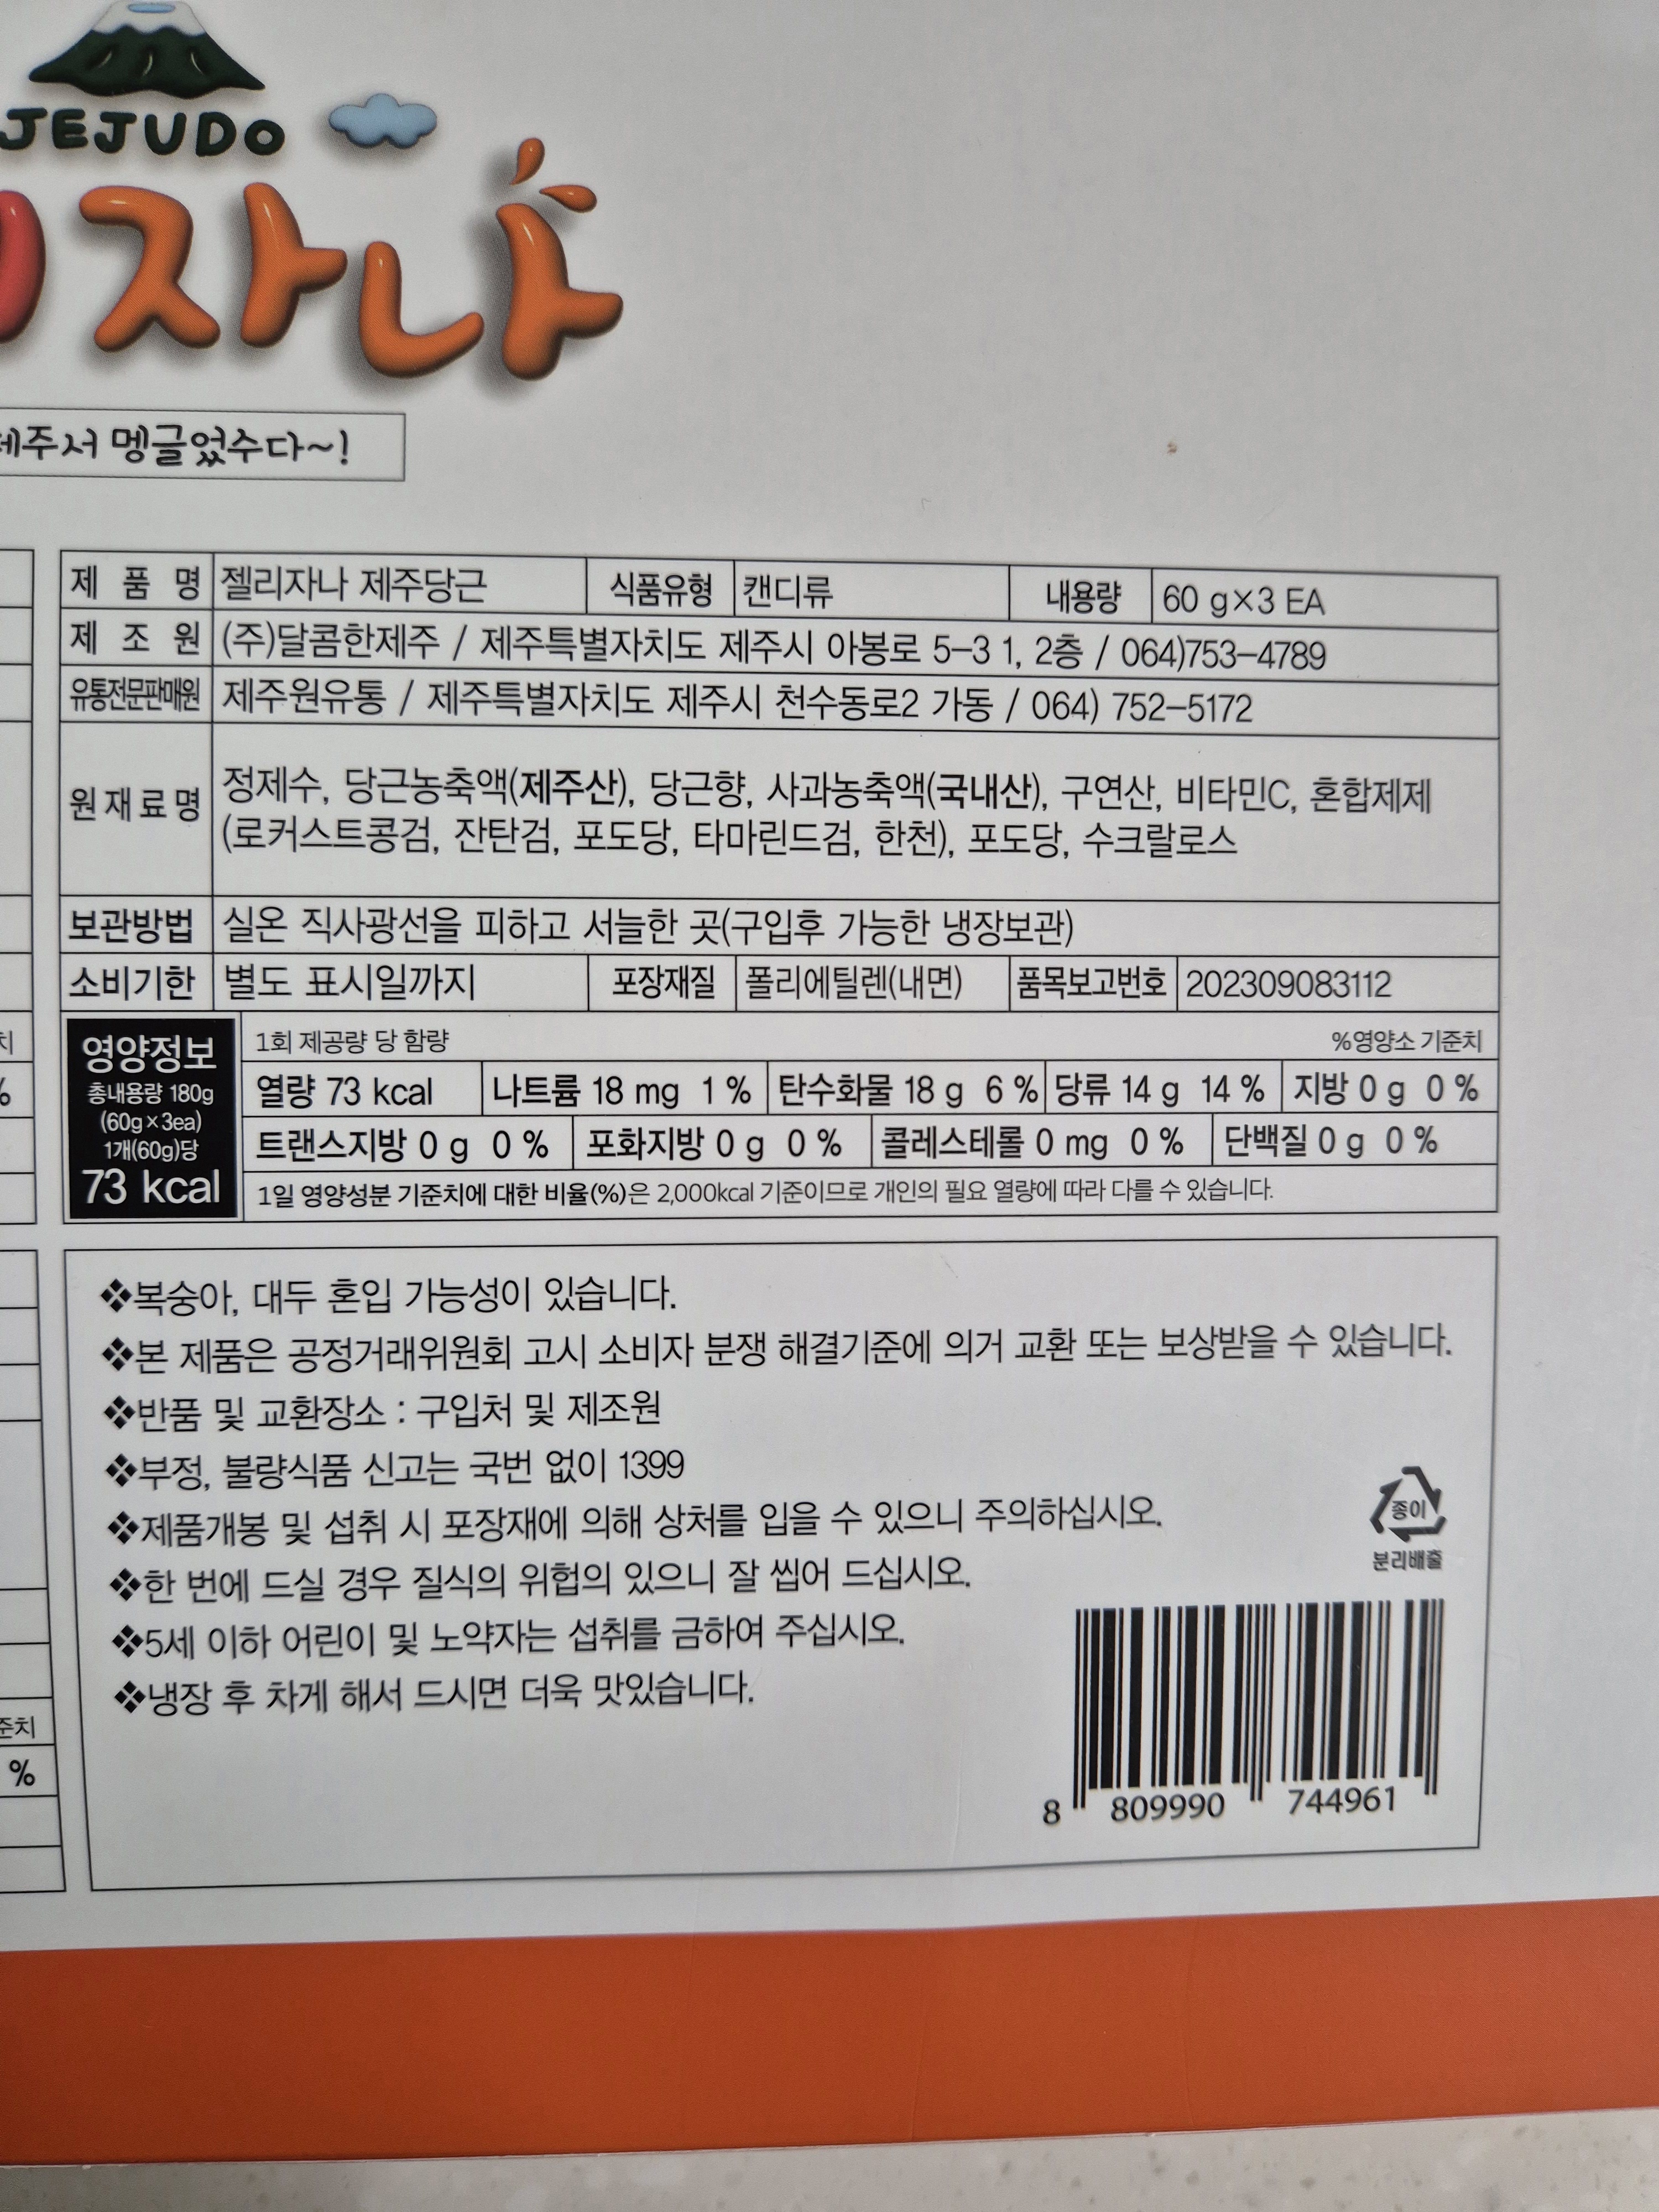 JEJUDO
자나
제주서 멩글었수다~!
제 품 명 젤리자나 제주당근 식품유형 캔디류 내용량 60 g×3 EA
제 조 원 (주)달콤한제주 / 제주특별자치도 제주시 아봉로 5-3 1, 2층 / 064)753-4789
유통전문판매원 제주원유통 / 제주특별자치도 제주시 천수동로2 가동 / 064) 752-5172
원재료명 정제수, 당근농축액(제주산), 당근향, 사과농축액(국내산), 구연산, 비타민C, 혼합제제
(로커스트콩검, 잔탄검, 포도당, 타마린드검, 한천), 포도당, 수크랄로스
보관방법 실온 직사광선을 피하고 서늘한 곳(구입후 가능한 냉장보관)
소비기한 별도 표시일까지 포장재질 폴리에틸렌(내면) 품목보고번호 202309083112
치
%
영양정보
총내용량 180g
(60g×3ea)
1개(60g)당
73 kcal
1회 제공량 당 함량 %영양소 기준치
열량 73 kcal 나트륨 18 mg 1 % 탄수화물 18 g 6 % 당류 14 g 14 % 지방 0 g 0 %
트랜스지방 0 g 0 % 포화지방 0 g 0 % 콜레스테롤 0 mg 0 % 단백질 0 g 0 %
1일 영양성분 기준치에 대한 비율(%)은 2,000kcal 기준이므로 개인의 필요 열량에 따라 다를 수 있습니다.
❖복숭아, 대두 혼입 가능성이 있습니다.
❖본 제품은 공정거래위원회 고시 소비자 분쟁 해결기준에 의거 교환 또는 보상받을 수 있습니다.
❖반품 및 교환장소 : 구입처 및 제조원
❖부정, 불량식품 신고는 국번 없이 1399
❖제품개봉 및 섭취 시 포장재에 의해 상처를 입을 수 있으니 주의하십시오.
❖한 번에 드실 경우 질식의 위험의 있으니 잘 씹어 드십시오.
❖5세 이하 어린이 및 노약자는 섭취를 금하여 주십시오.
❖냉장 후 차게 해서 드시면 더욱 맛있습니다.
종이
분리배출
준치
%
8 809990 744961